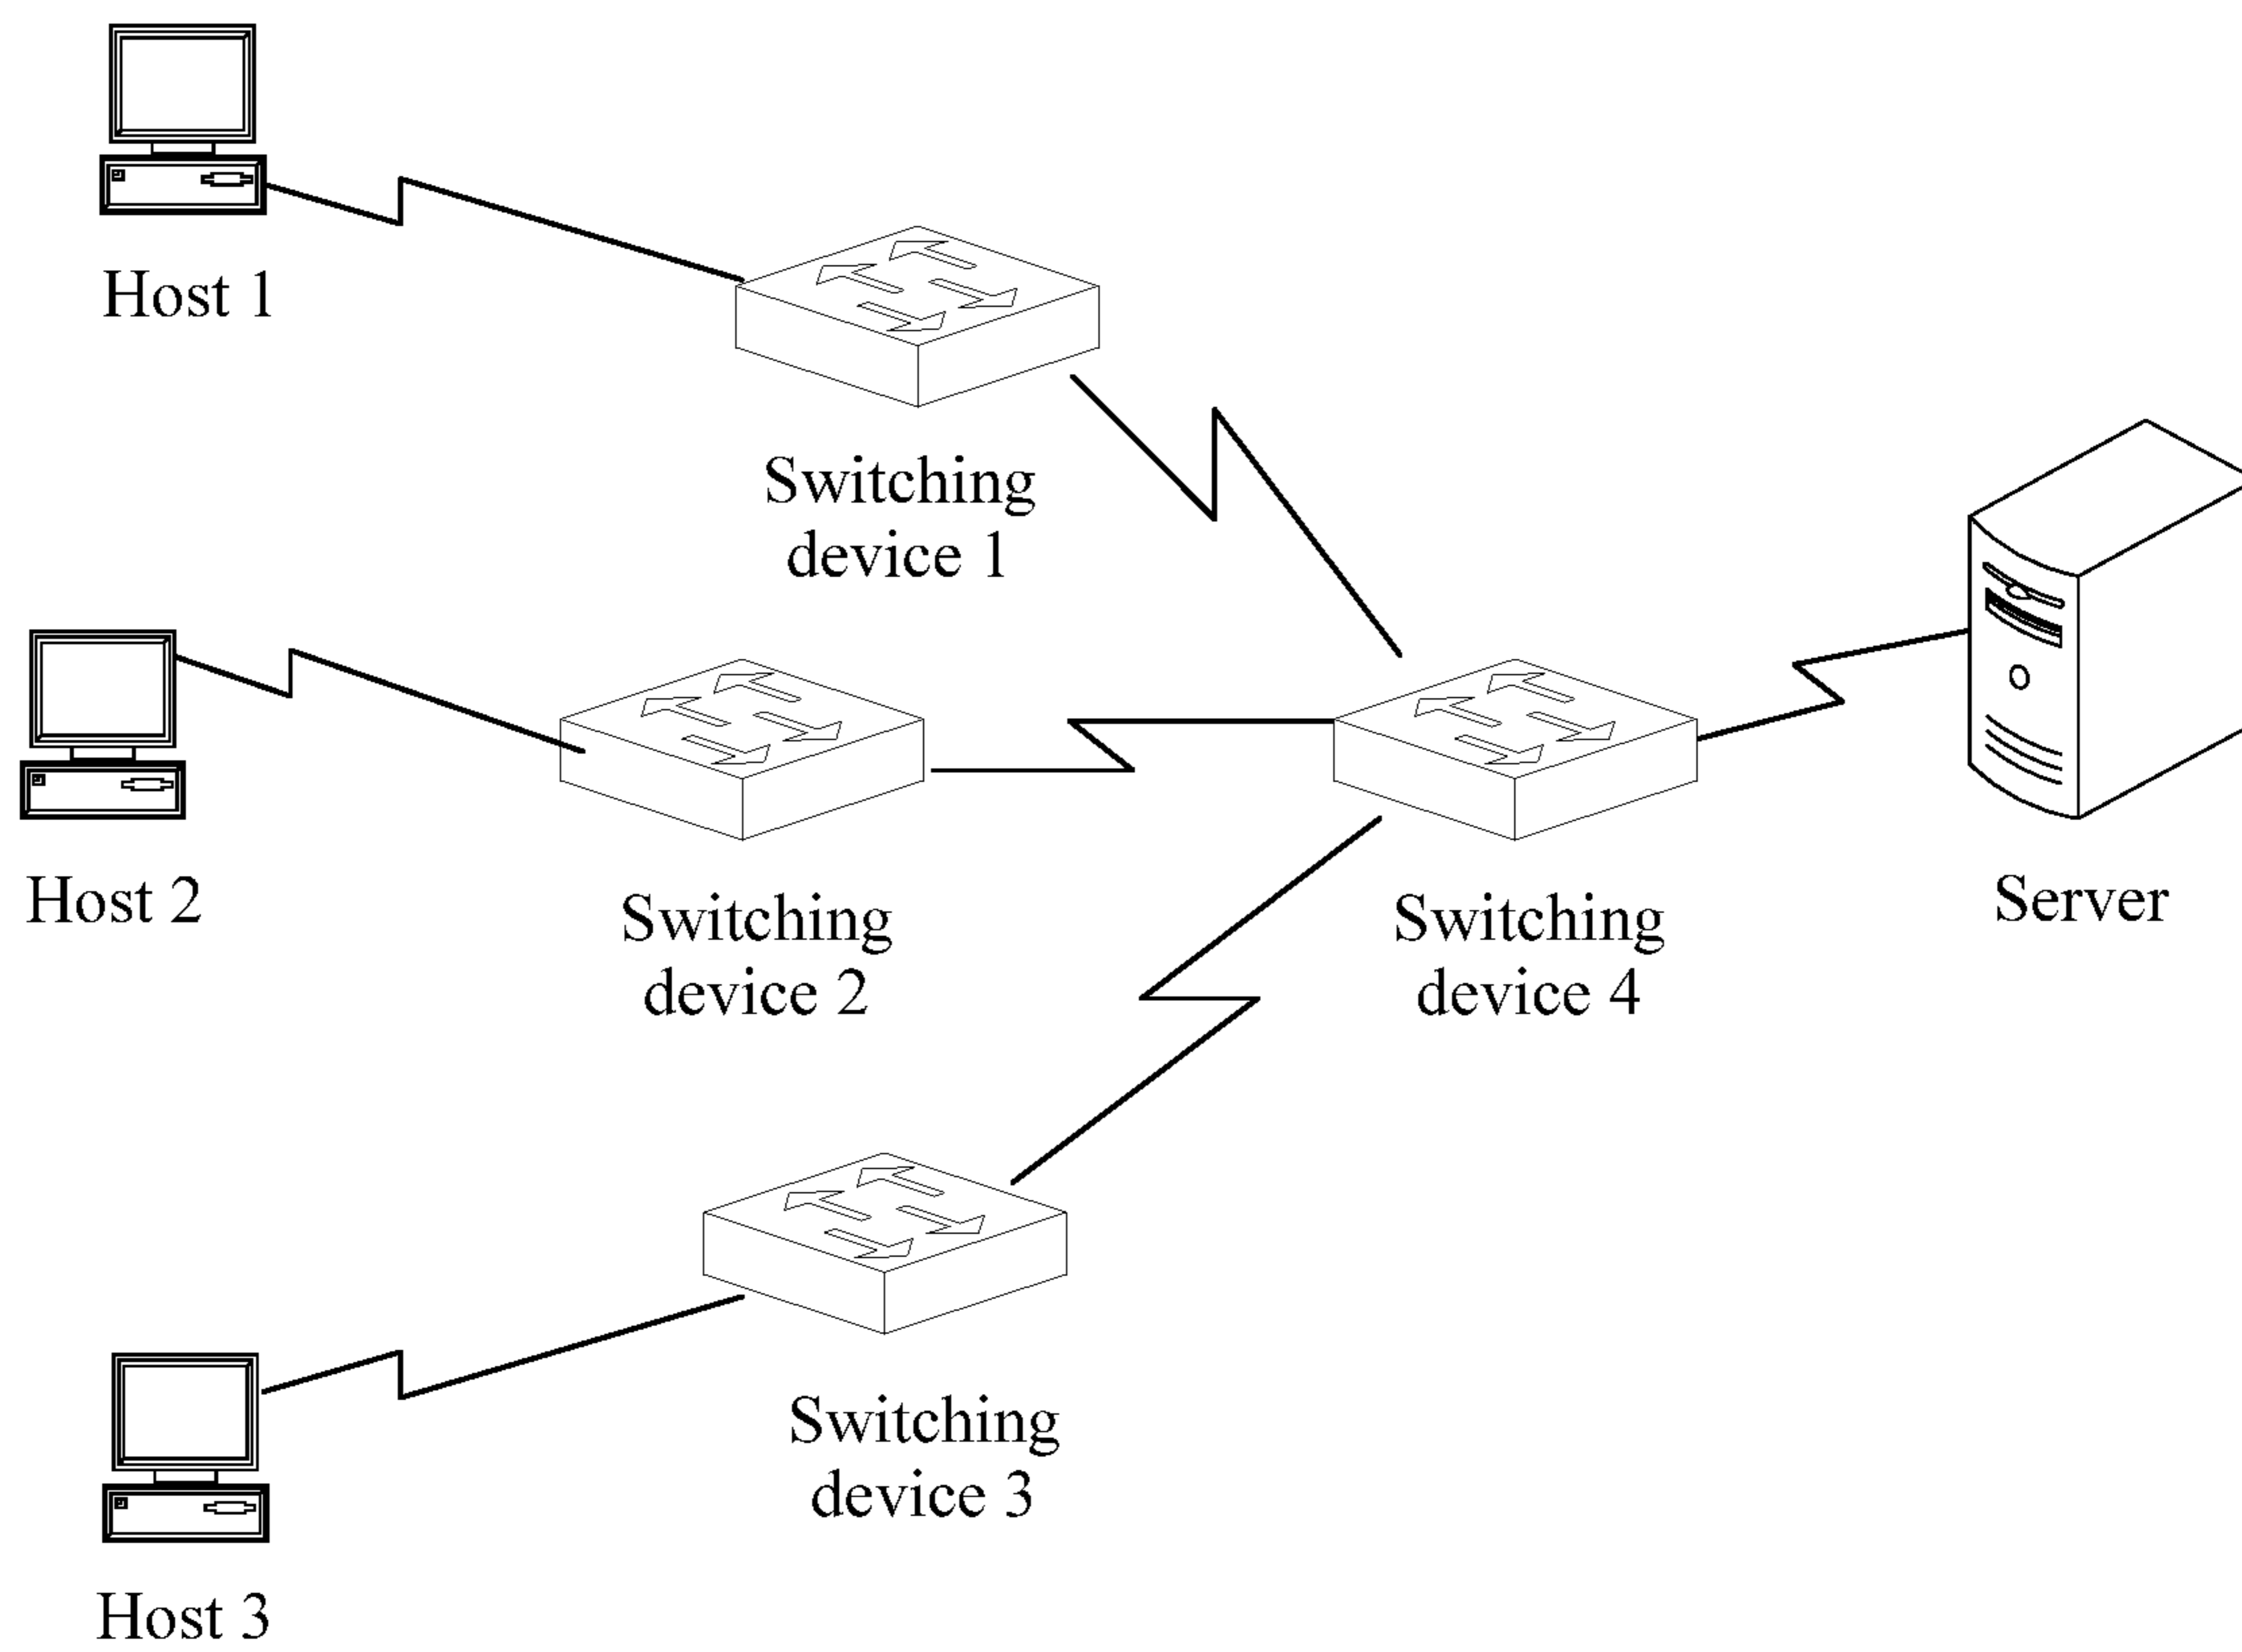 Host 1
Switching
device 1
Host 2
Switching
device 2
Switching
device 4
Server
Switching
device 3
Host 3